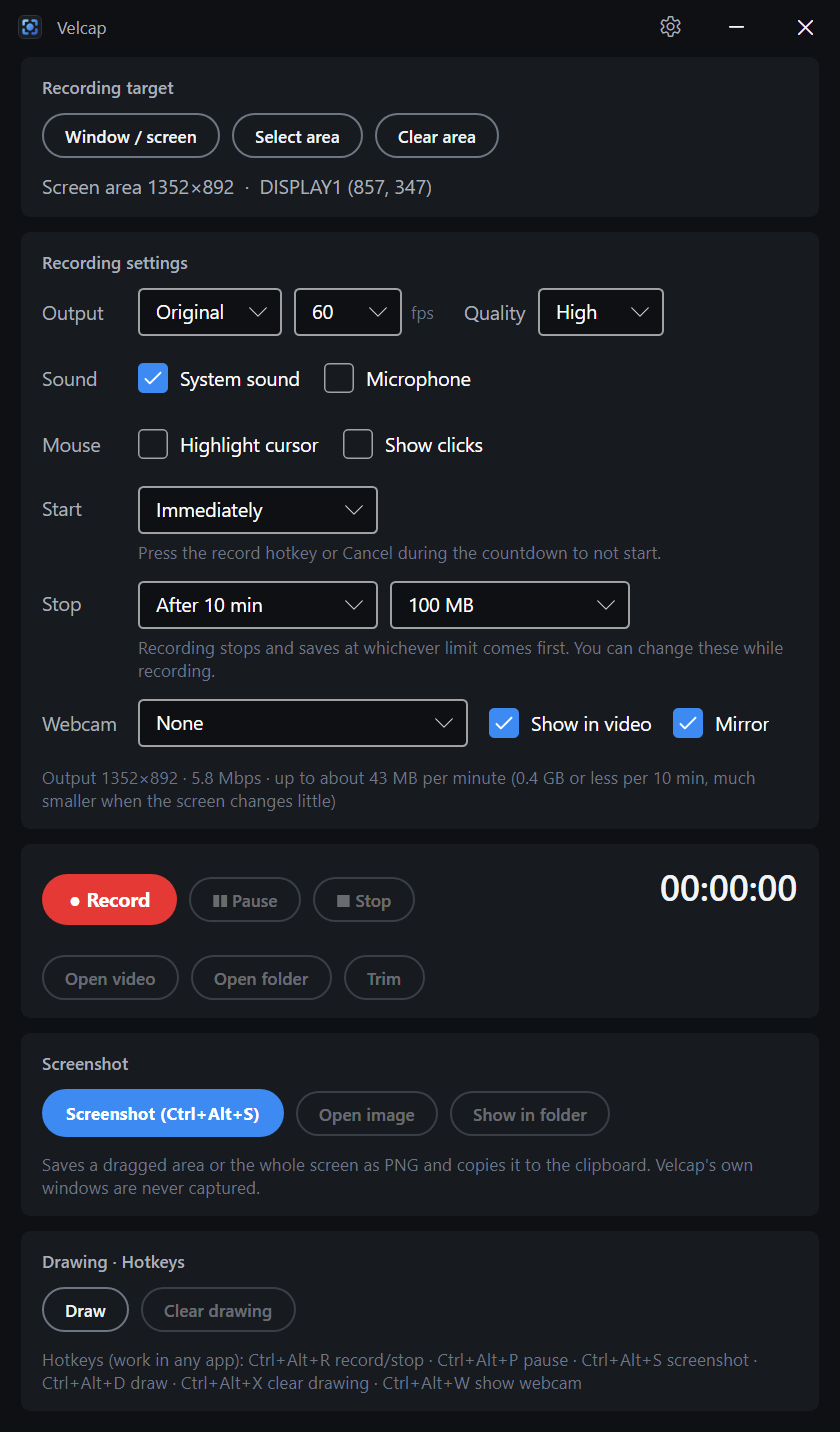 Velcap
Recording target
Window / screen Select area Clear area
Screen area 1352×892 · DISPLAY1 (857, 347)
Recording settings
Output Original 60 fps Quality High
Sound System sound Microphone
Mouse Highlight cursor Show clicks
Start Immediately
Press the record hotkey or Cancel during the countdown to not start.
Stop After 10 min 100 MB
Recording stops and saves at whichever limit comes first. You can change these while
recording.
Webcam None Show in video Mirror
Output 1352×892 · 5.8 Mbps · up to about 43 MB per minute (0.4 GB or less per 10 min, much
smaller when the screen changes little)
● Record Pause Stop 00:00:00
Open video Open folder Trim
Screenshot
Screenshot (Ctrl+Alt+S) Open image Show in folder
Saves a dragged area or the whole screen as PNG and copies it to the clipboard. Velcap's own
windows are never captured.
Drawing · Hotkeys
Draw Clear drawing
Hotkeys (work in any app): Ctrl+Alt+R record/stop · Ctrl+Alt+P pause · Ctrl+Alt+S screenshot ·
Ctrl+Alt+D draw · Ctrl+Alt+X clear drawing · Ctrl+Alt+W show webcam